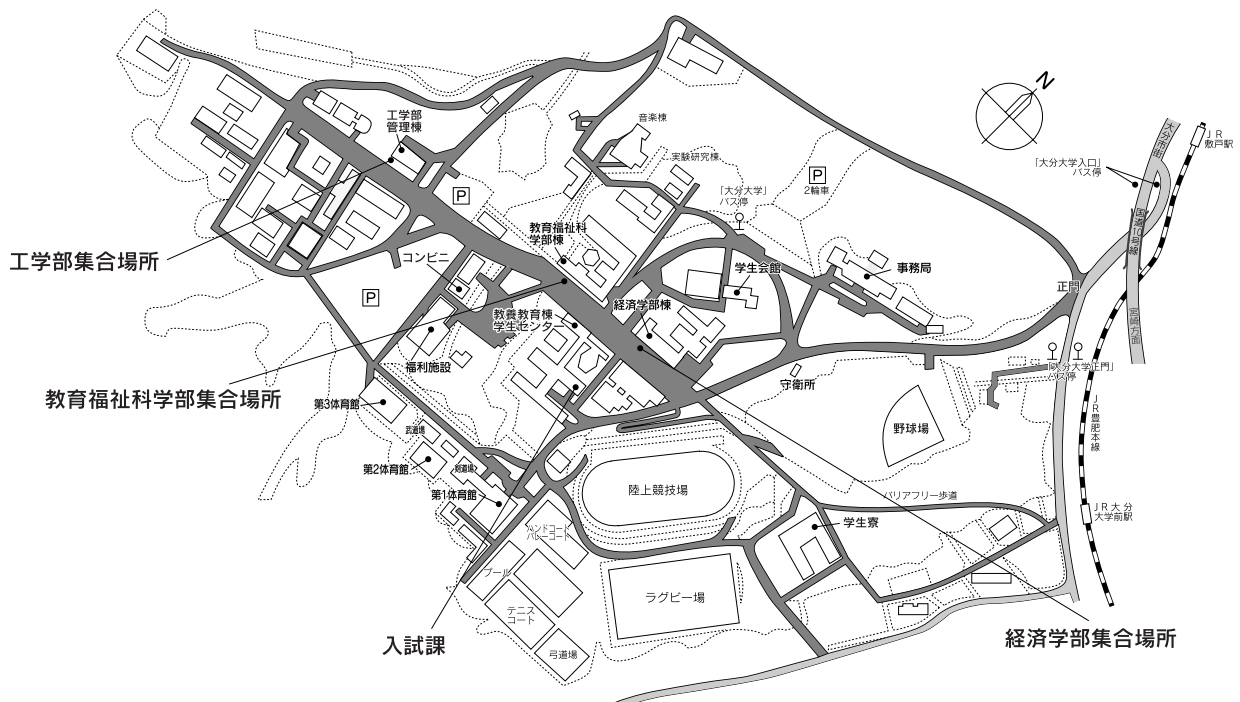 N
音楽棟
実験研究棟
工学部
管理棟
P
P
2輪車
「大分大学」
バス停
「大分大学入口」
バス停
大分市街
JR
敷戸駅
国道10号線
教育福祉科
学部棟
コンビニ
工学部集合場所
学生会館
事務局
正門
P
教養教育棟
学生センター
経済学部棟
宮崎方面
福利施設
守衛所
「大分大学正門」
バス停
教育福祉科学部集合場所
第3体育館
武道場
野球場
JR豊肥本線
第2体育館
剣道場
第1体育館
陸上競技場
バリアフリー歩道
JR大分
大学前駅
ハンドコート
バレーコート
学生寮
プール
テニス
コート
ラグビー場
入試課
弓道場
経済学部集合場所